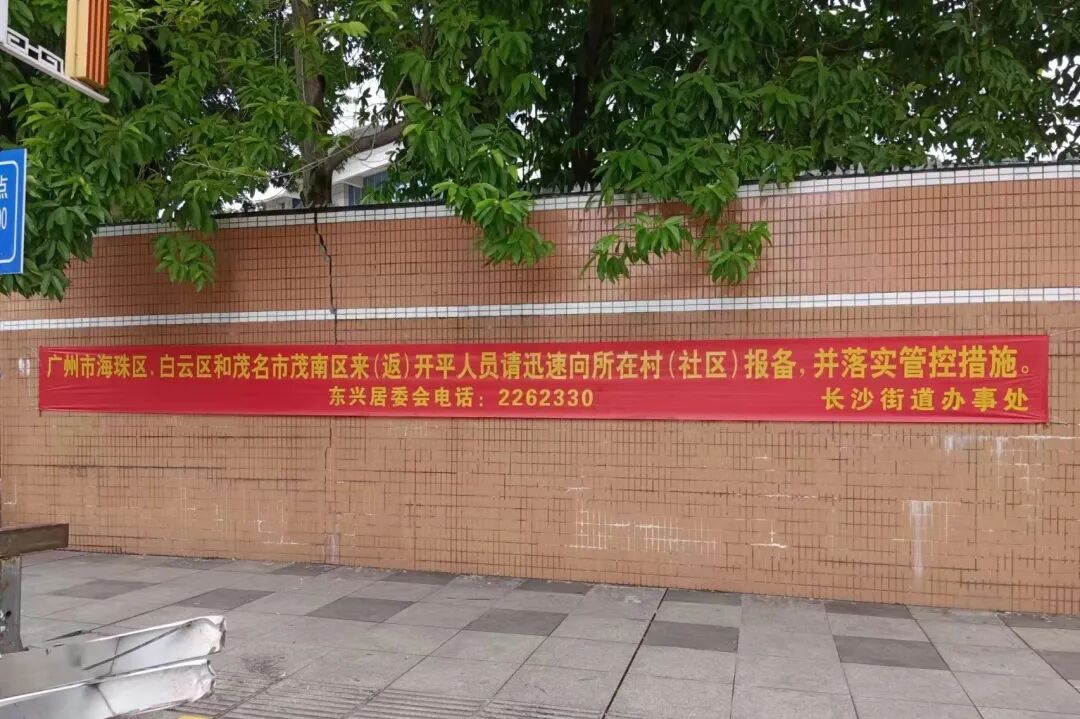 广州市海珠区,白云区和茂名市茂南区来(返)开平人员请迅速向所在村(社区)报备,并落实管控措施。
东兴居委会电话:2262330 长沙街道办事处
点
00